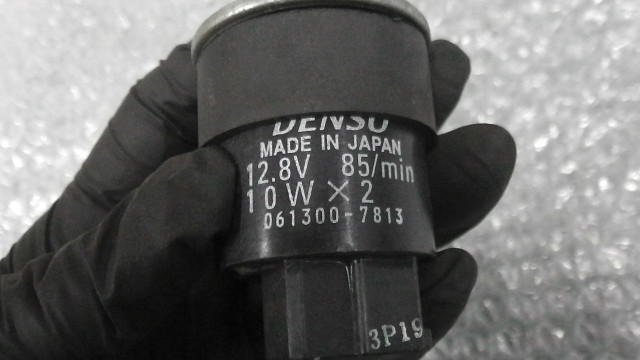 DENSO
MADE IN JAPAN
12.8V 85/min
10W × 2
061300-7813
3P19